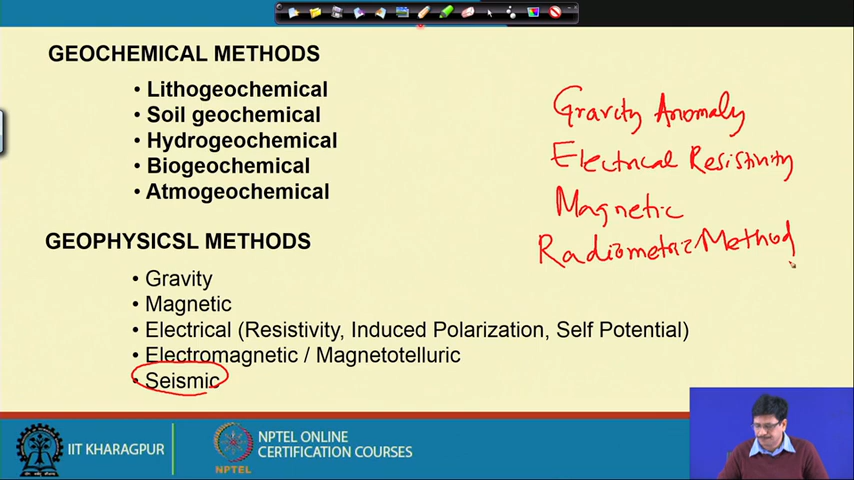 GEOCHEMICAL METHODS
• Lithogeochemical
• Soil geochemical
• Hydrogeochemical
• Biogeochemical
• Atmogeochemical
GEOPHYSICSL METHODS
• Gravity
• Magnetic
• Electrical (Resistivity, Induced Polarization, Self Potential)
• Electromagnetic / Magnetotelluric
• Seismic
Gravity Anomaly
Electrical Resistivity
Magnetic
Radiometric Method
IIT KHARAGPUR
NPTEL
NPTEL ONLINE
CERTIFICATION COURSES